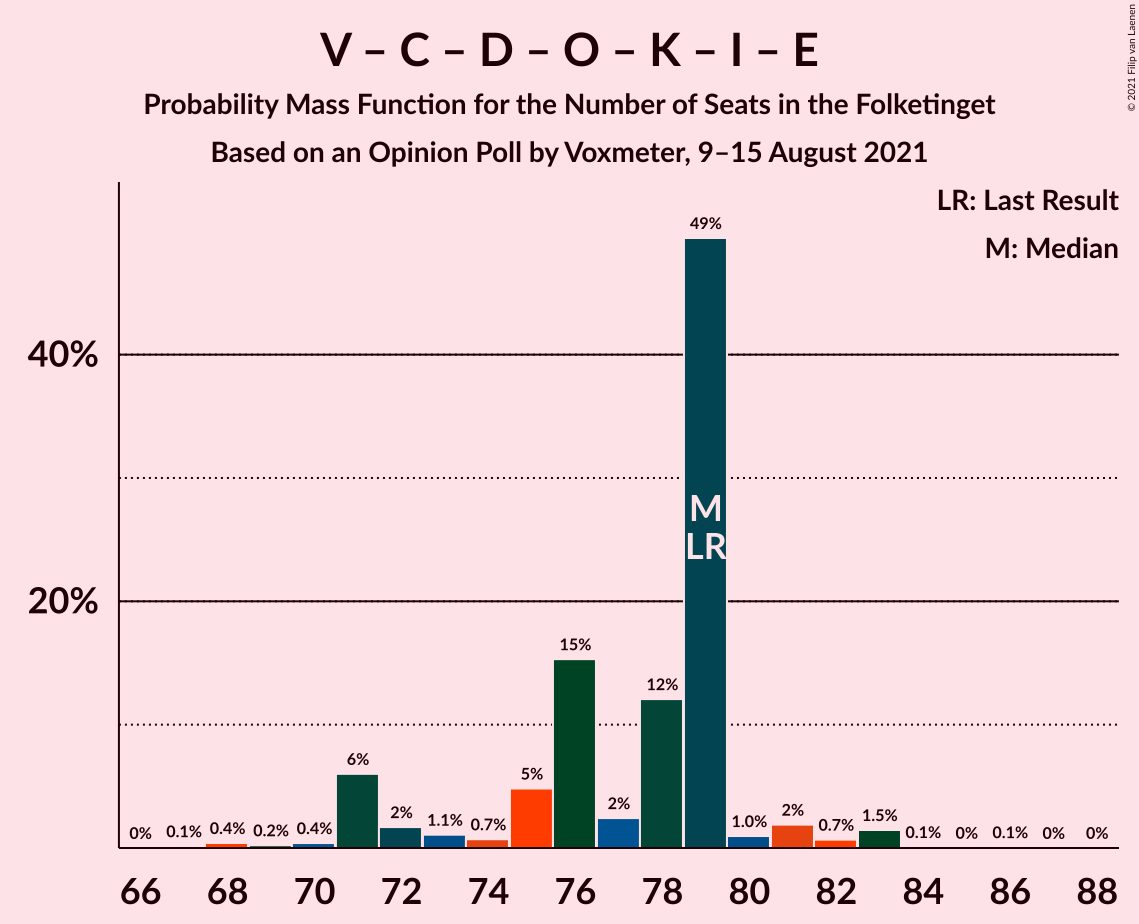 V – C – D – O – K – I – E
Probability Mass Function for the Number of Seats in the Folketinget
Based on an Opinion Poll by Voxmeter, 9–15 August 2021
© 2021 Filip van Laenen
LR: Last Result
M: Median
40%
20%
0%
0.1%
0.4%
0.2%
0.4%
6%
2%
1.1%
0.7%
5%
15%
2%
12%
49%
M
LR
1.0%
2%
0.7%
1.5%
0.1%
0%
0.1%
0%
0%
66 68 70 72 74 76 78 80 82 84 86 88